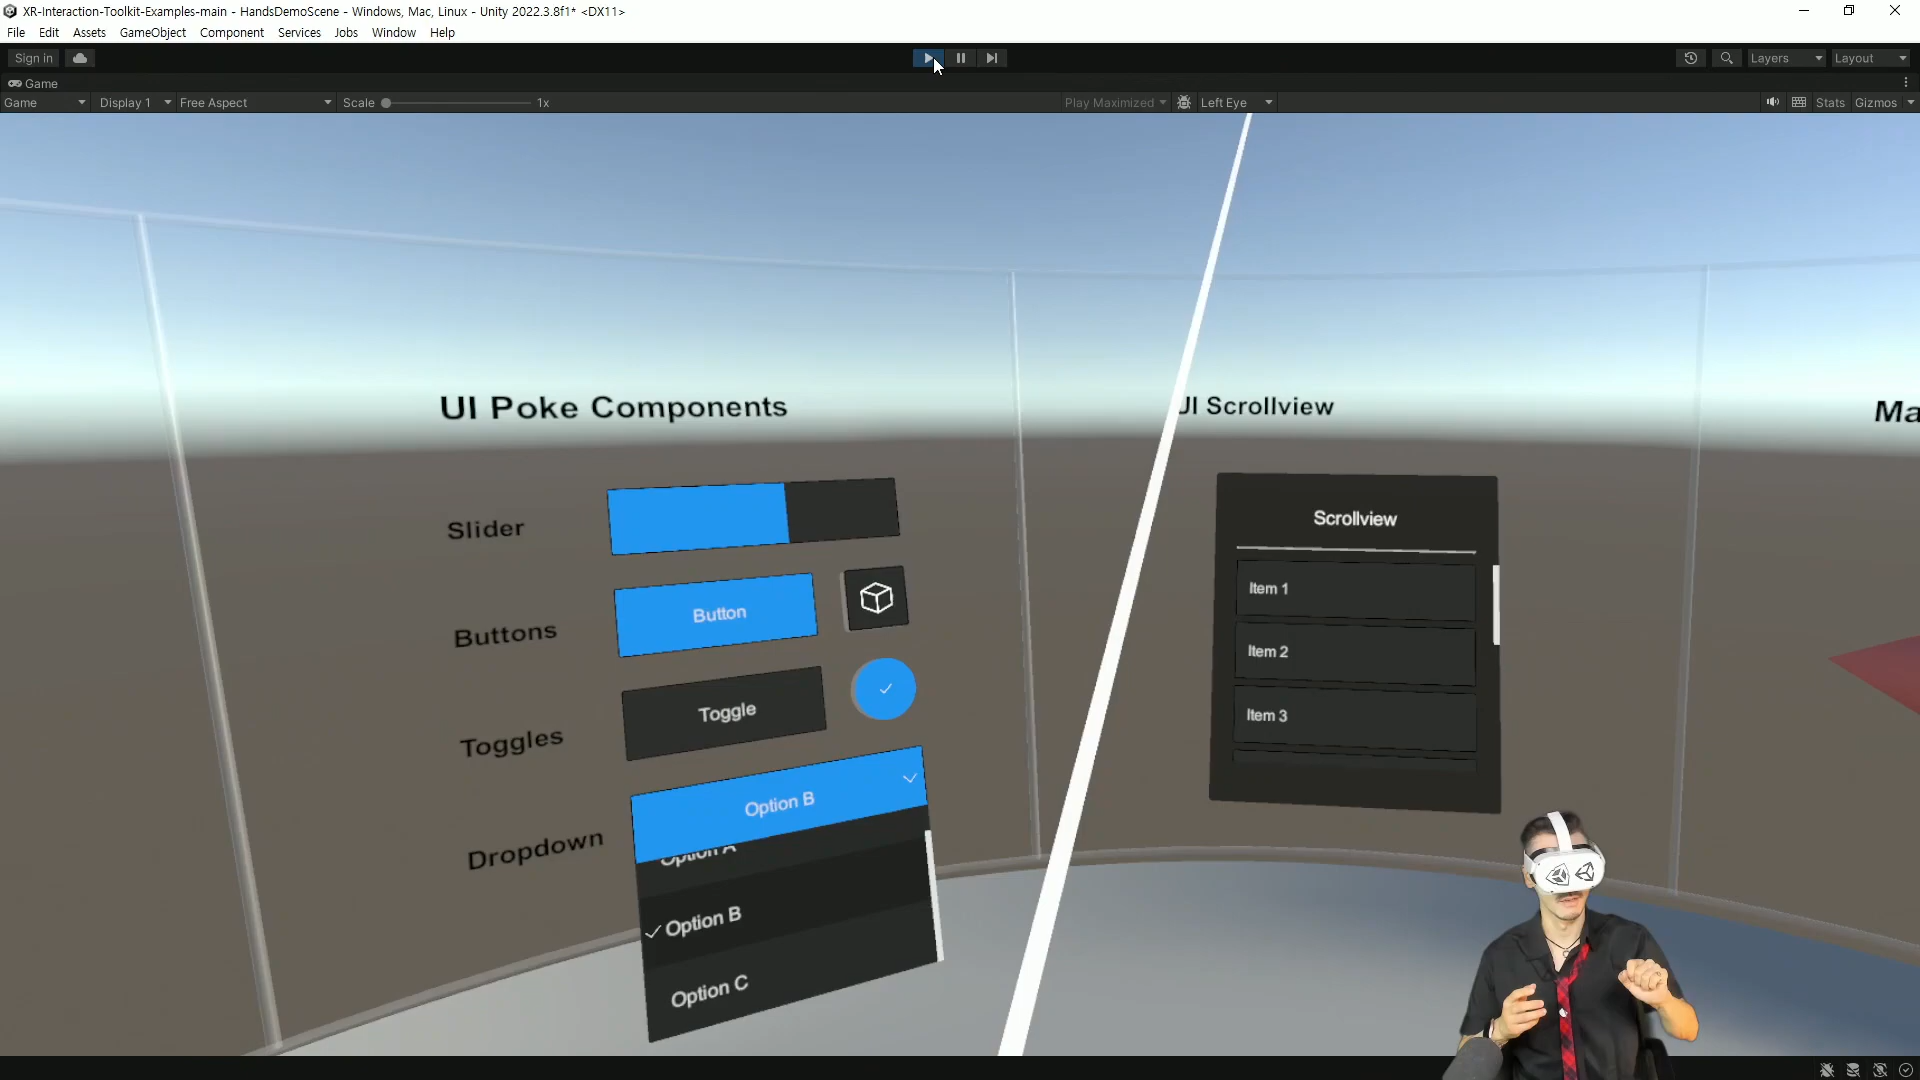 XR-Interaction-Toolkit-Examples-main - HandsDemoScene - Windows, Mac, Linux - Unity 2022.3.8f1* <DX11>
File Edit Assets GameObject Component Services Jobs Window Help
Sign in
Layers
Layout
Game
Game
Display 1
Free Aspect
Scale
1x
Play Maximized
Left Eye
Stats
Gizmos
UI Poke Components
Slider
Buttons
Button
Toggles
Toggle
Dropdown
Option B
Option A
Option B
Option C
UI Scrollview
Scrollview
Item 1
Item 2
Item 3
Ma